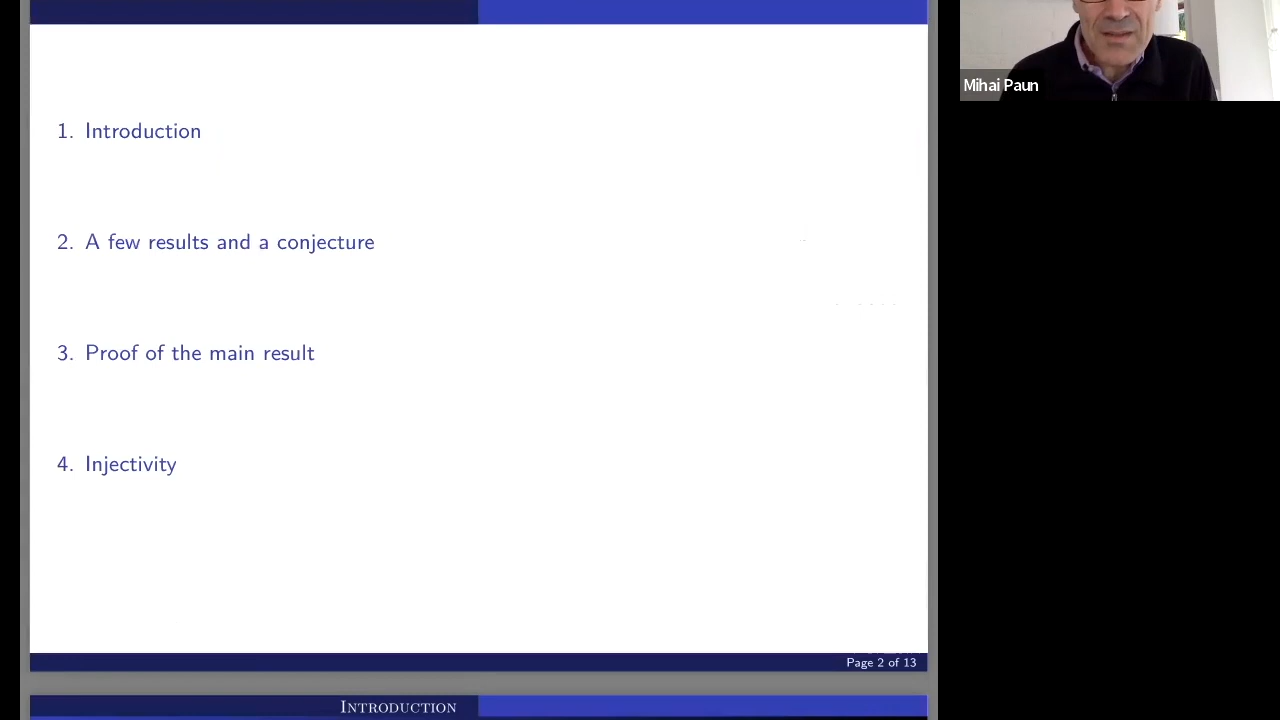 1. Introduction
2. A few results and a conjecture
3. Proof of the main result
4. Injectivity
Page 2 of 13
INTRODUCTION
Mihai Paun